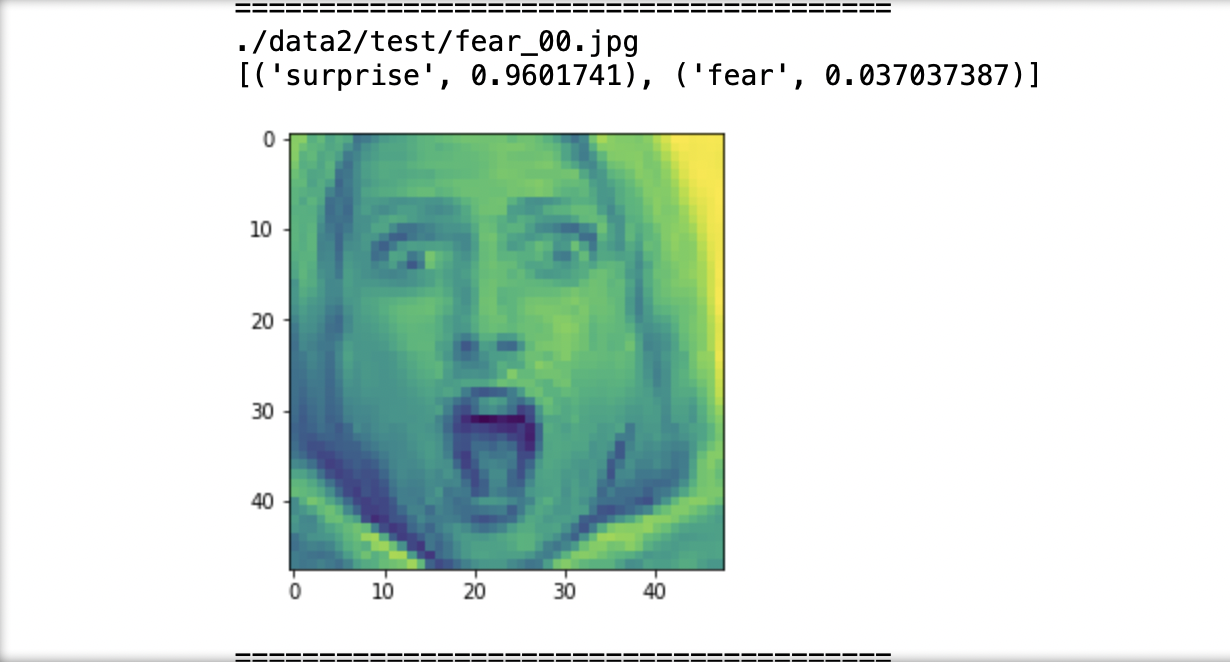 ========================================
./data2/test/fear_00.jpg
[('surprise', 0.9601741), ('fear', 0.037037387)]
0
10
20
30
40
0 10 20 30 40
========================================